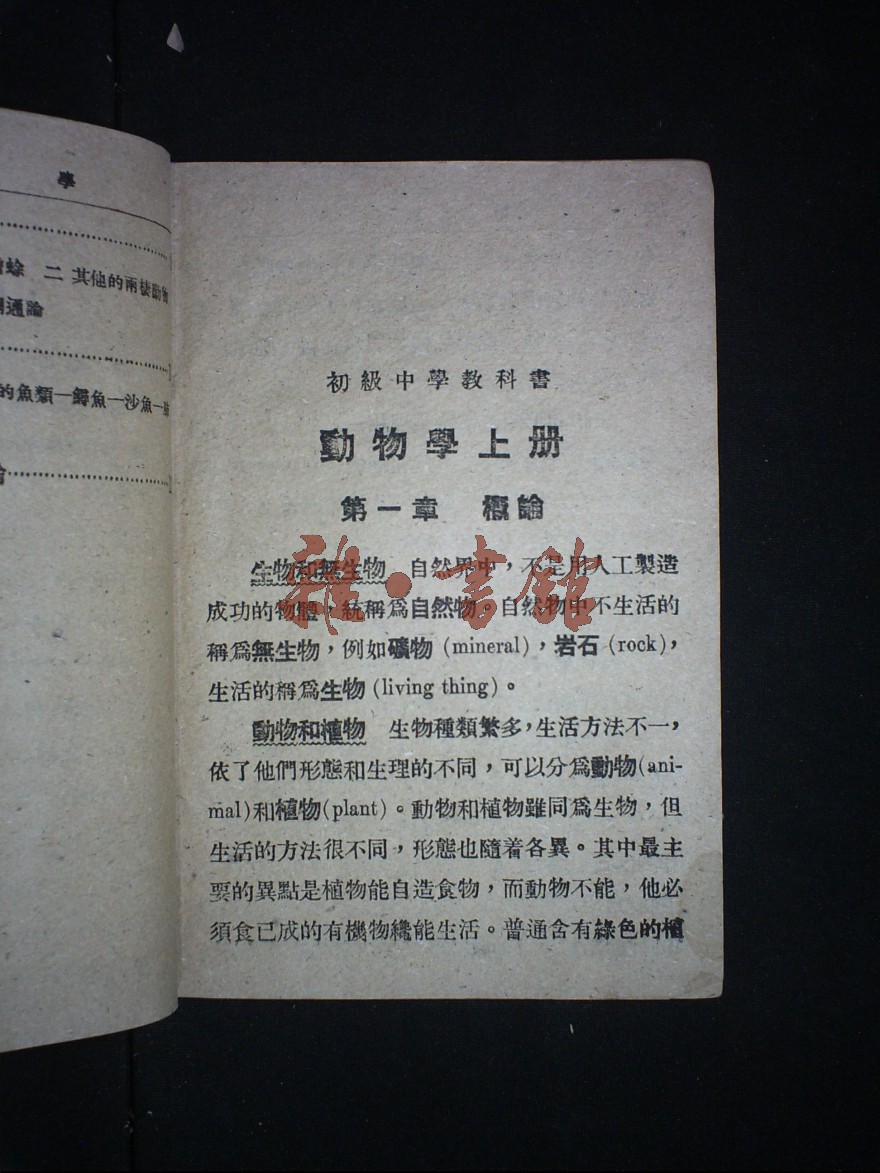 學
蜍 二 其他的兩棲動物
通論
的魚類—鱘魚—沙魚—
初級中學教科書
動物學上册
第一章 概論
生物和無生物 自然界中，不是用人工製造
成功的物體，統稱爲自然物。自然物中不生活的
稱爲無生物，例如礦物 (mineral)，岩石 (rock)，
生活的稱爲生物 (living thing)。
動物和植物 生物種類繁多，生活方法不一，
依了他們形態和生理的不同，可以分爲動物(ani-
mal)和植物(plant)。動物和植物雖同爲生物，但
生活的方法很不同，形態也隨着各異。其中最主
要的異點是植物能自造食物，而動物不能，他必
須食已成的有機物纔能生活。普通含有綠色的植
雜·書館